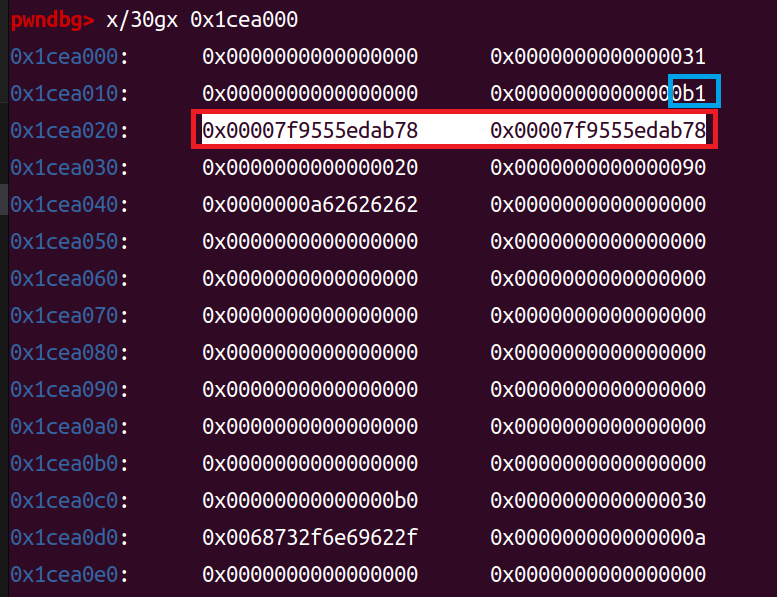 pwndbg> x/30gx 0x1cea000
0x1cea000: 0x0000000000000000 0x0000000000000031
0x1cea010: 0x0000000000000000 0x00000000000000b1
0x1cea020: 0x00007f9555edab78 0x00007f9555edab78
0x1cea030: 0x0000000000000020 0x0000000000000090
0x1cea040: 0x0000000a62626262 0x0000000000000000
0x1cea050: 0x0000000000000000 0x0000000000000000
0x1cea060: 0x0000000000000000 0x0000000000000000
0x1cea070: 0x0000000000000000 0x0000000000000000
0x1cea080: 0x0000000000000000 0x0000000000000000
0x1cea090: 0x0000000000000000 0x0000000000000000
0x1cea0a0: 0x0000000000000000 0x0000000000000000
0x1cea0b0: 0x0000000000000000 0x0000000000000000
0x1cea0c0: 0x00000000000000b0 0x0000000000000030
0x1cea0d0: 0x0068732f6e69622f 0x000000000000000a
0x1cea0e0: 0x0000000000000000 0x0000000000000000